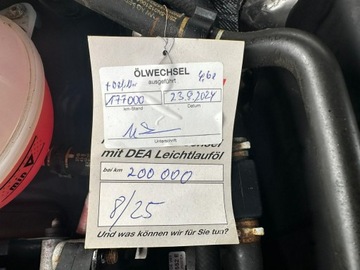 ÖLWECHSEL
ausgeführt
4,6l
177000
23.9.2024
km-Stand
Datum
Unterschrift
mit DEA Leichtlauföl
bei km 200 000
8/25
Und was können wir für Sie tun?
min